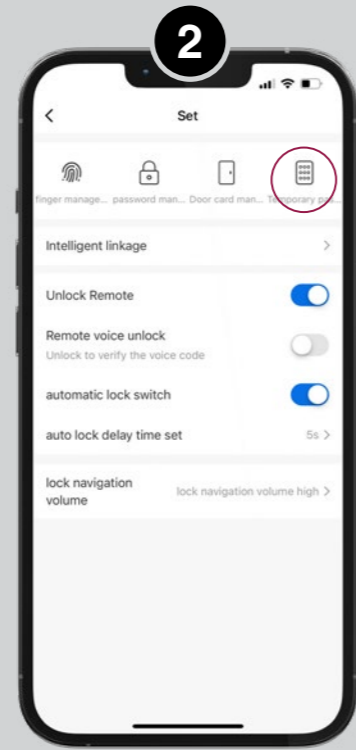 2
Set
finger manage... password man... Door card man... Temporary pas...
Intelligent linkage
Unlock Remote
Remote voice unlock
Unlock to verify the voice code
automatic lock switch
auto lock delay time set 5s
lock navigation
volume
lock navigation volume high